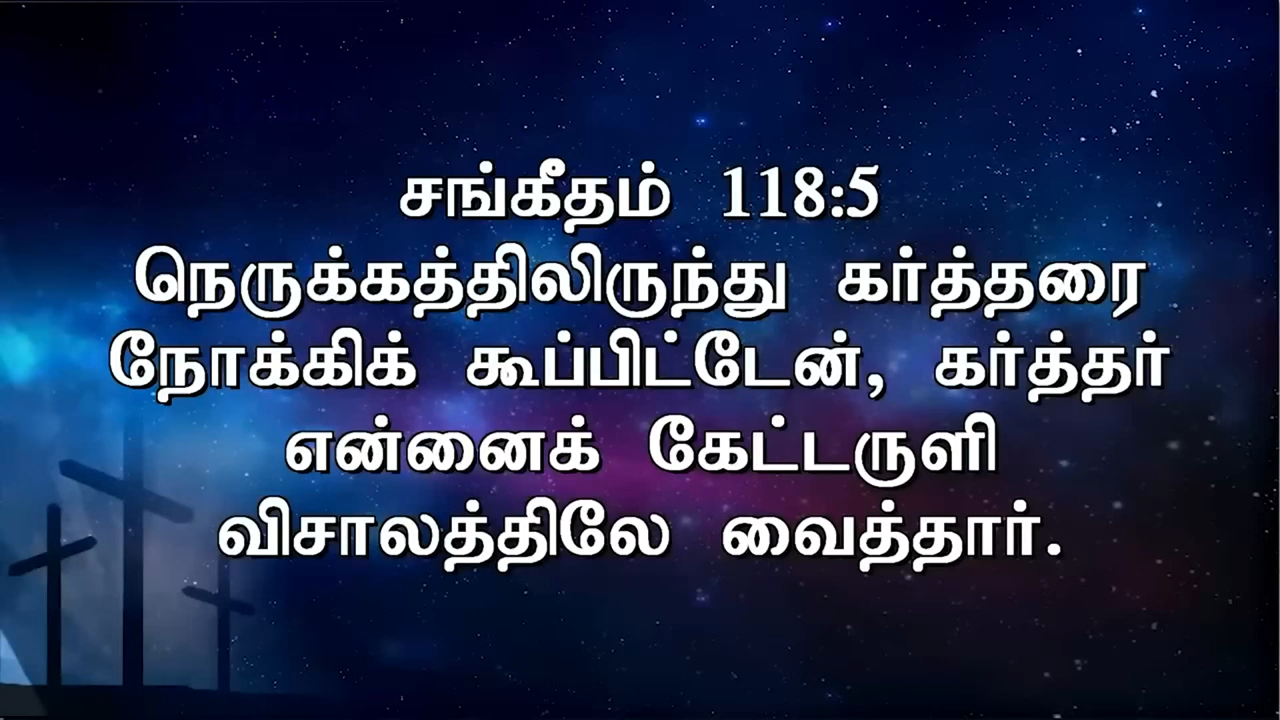 சங்கீதம் 118:5
நெருக்கத்திலிருந்து கர்த்தரை
நோக்கிக் கூப்பிட்டேன், கர்த்தர்
என்னைக் கேட்டருளி
விசாலத்திலே வைத்தார்.